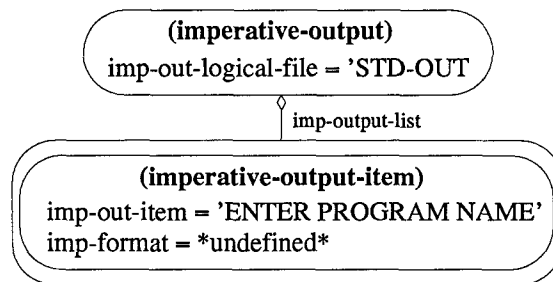 (imperative-output)
imp-out-logical-file = 'STD-OUT
imp-output-list
(imperative-output-item)
imp-out-item = 'ENTER PROGRAM NAME'
imp-format = *undefined*